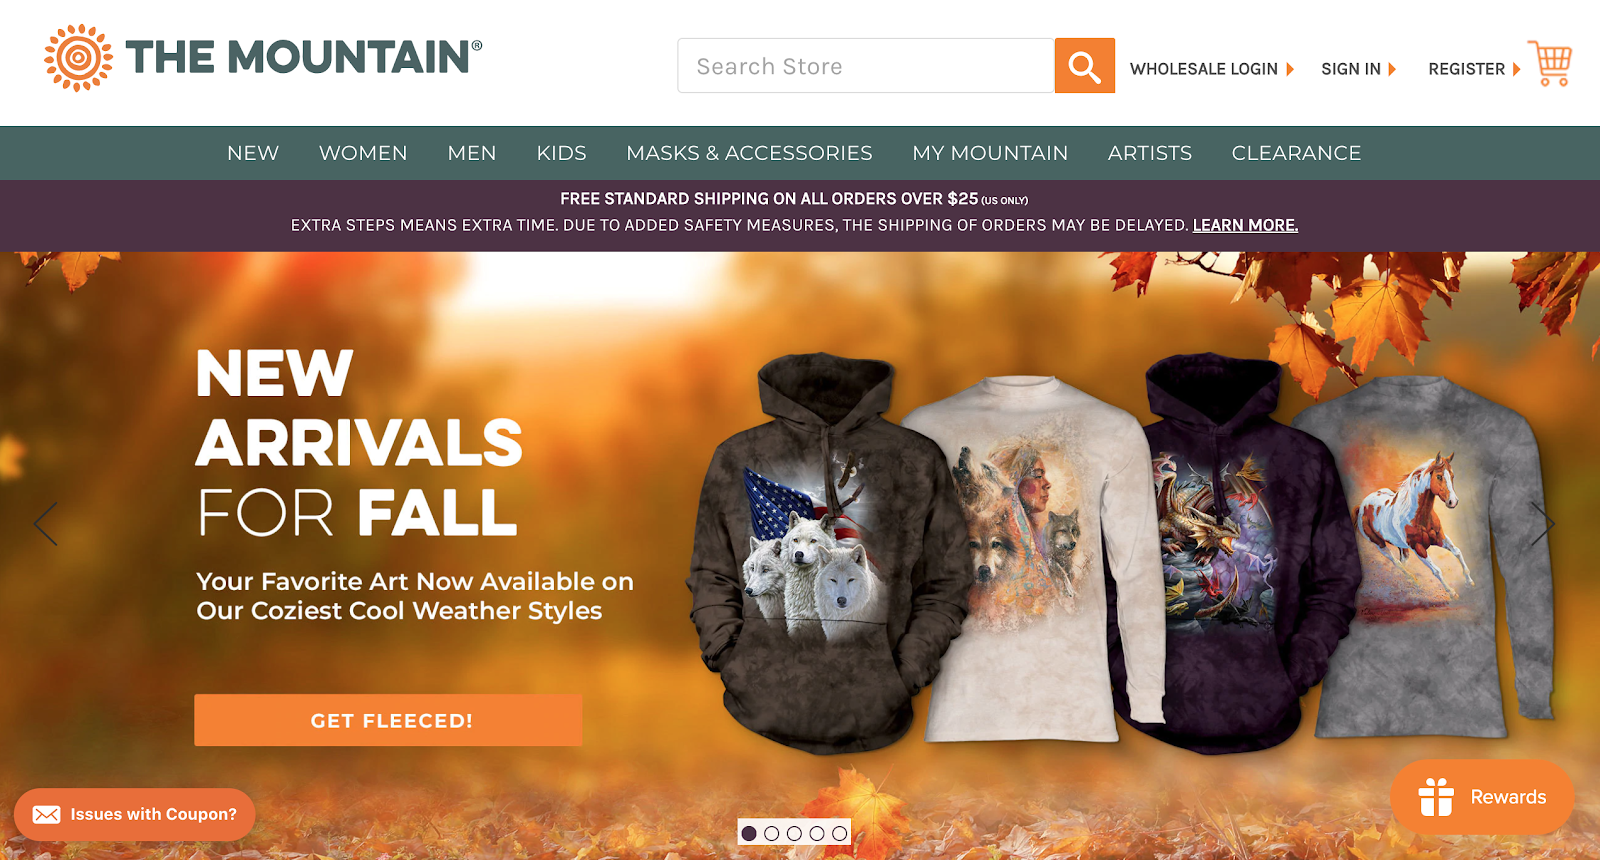 THE MOUNTAIN®
Search Store
WHOLESALE LOGIN
SIGN IN
REGISTER
NEW
WOMEN
MEN
KIDS
MASKS & ACCESSORIES
MY MOUNTAIN
ARTISTS
CLEARANCE
FREE STANDARD SHIPPING ON ALL ORDERS OVER $25 (US ONLY)
EXTRA STEPS MEANS EXTRA TIME. DUE TO ADDED SAFETY MEASURES, THE SHIPPING OF ORDERS MAY BE DELAYED. LEARN MORE.
NEW
ARRIVALS
FOR FALL
Your Favorite Art Now Available on
Our Coziest Cool Weather Styles
GET FLEECED!
Issues with Coupon?
Rewards